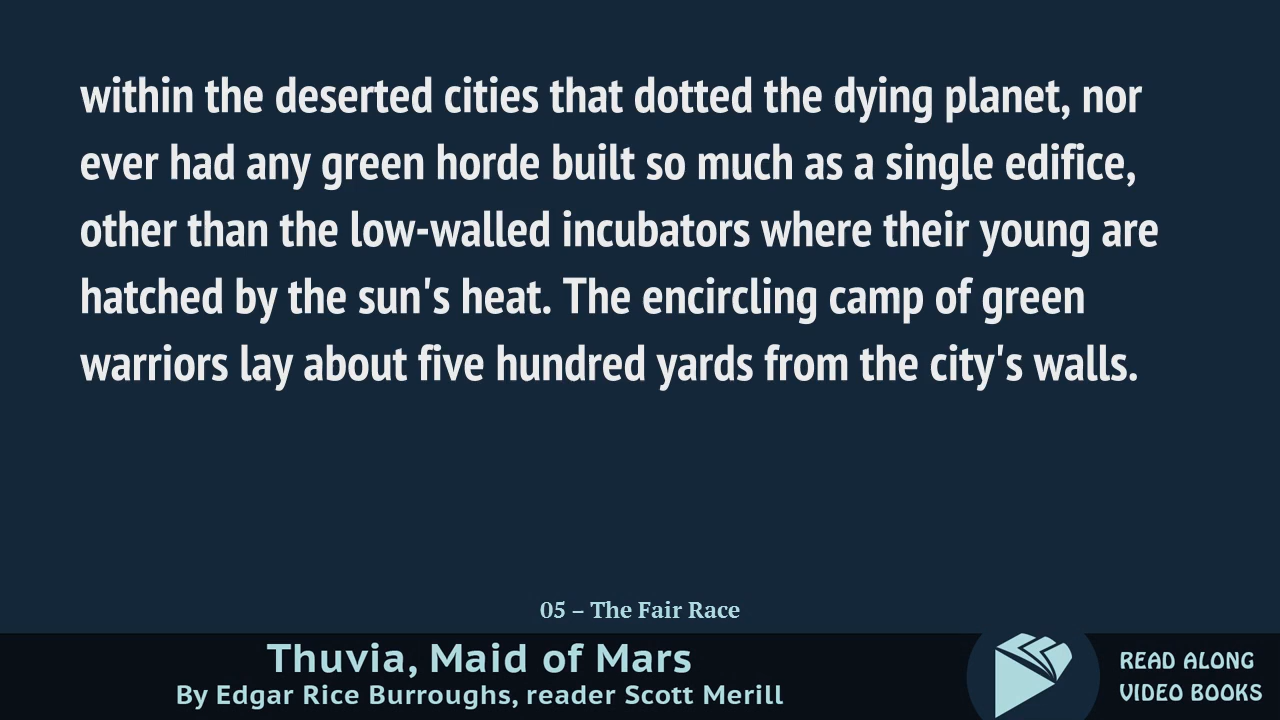 within the deserted cities that dotted the dying planet, nor
ever had any green horde built so much as a single edifice,
other than the low-walled incubators where their young are
hatched by the sun's heat. The encircling camp of green
warriors lay about five hundred yards from the city's walls.
05 – The Fair Race
Thuvia, Maid of Mars
By Edgar Rice Burroughs, reader Scott Merill
READ ALONG
VIDEO BOOKS